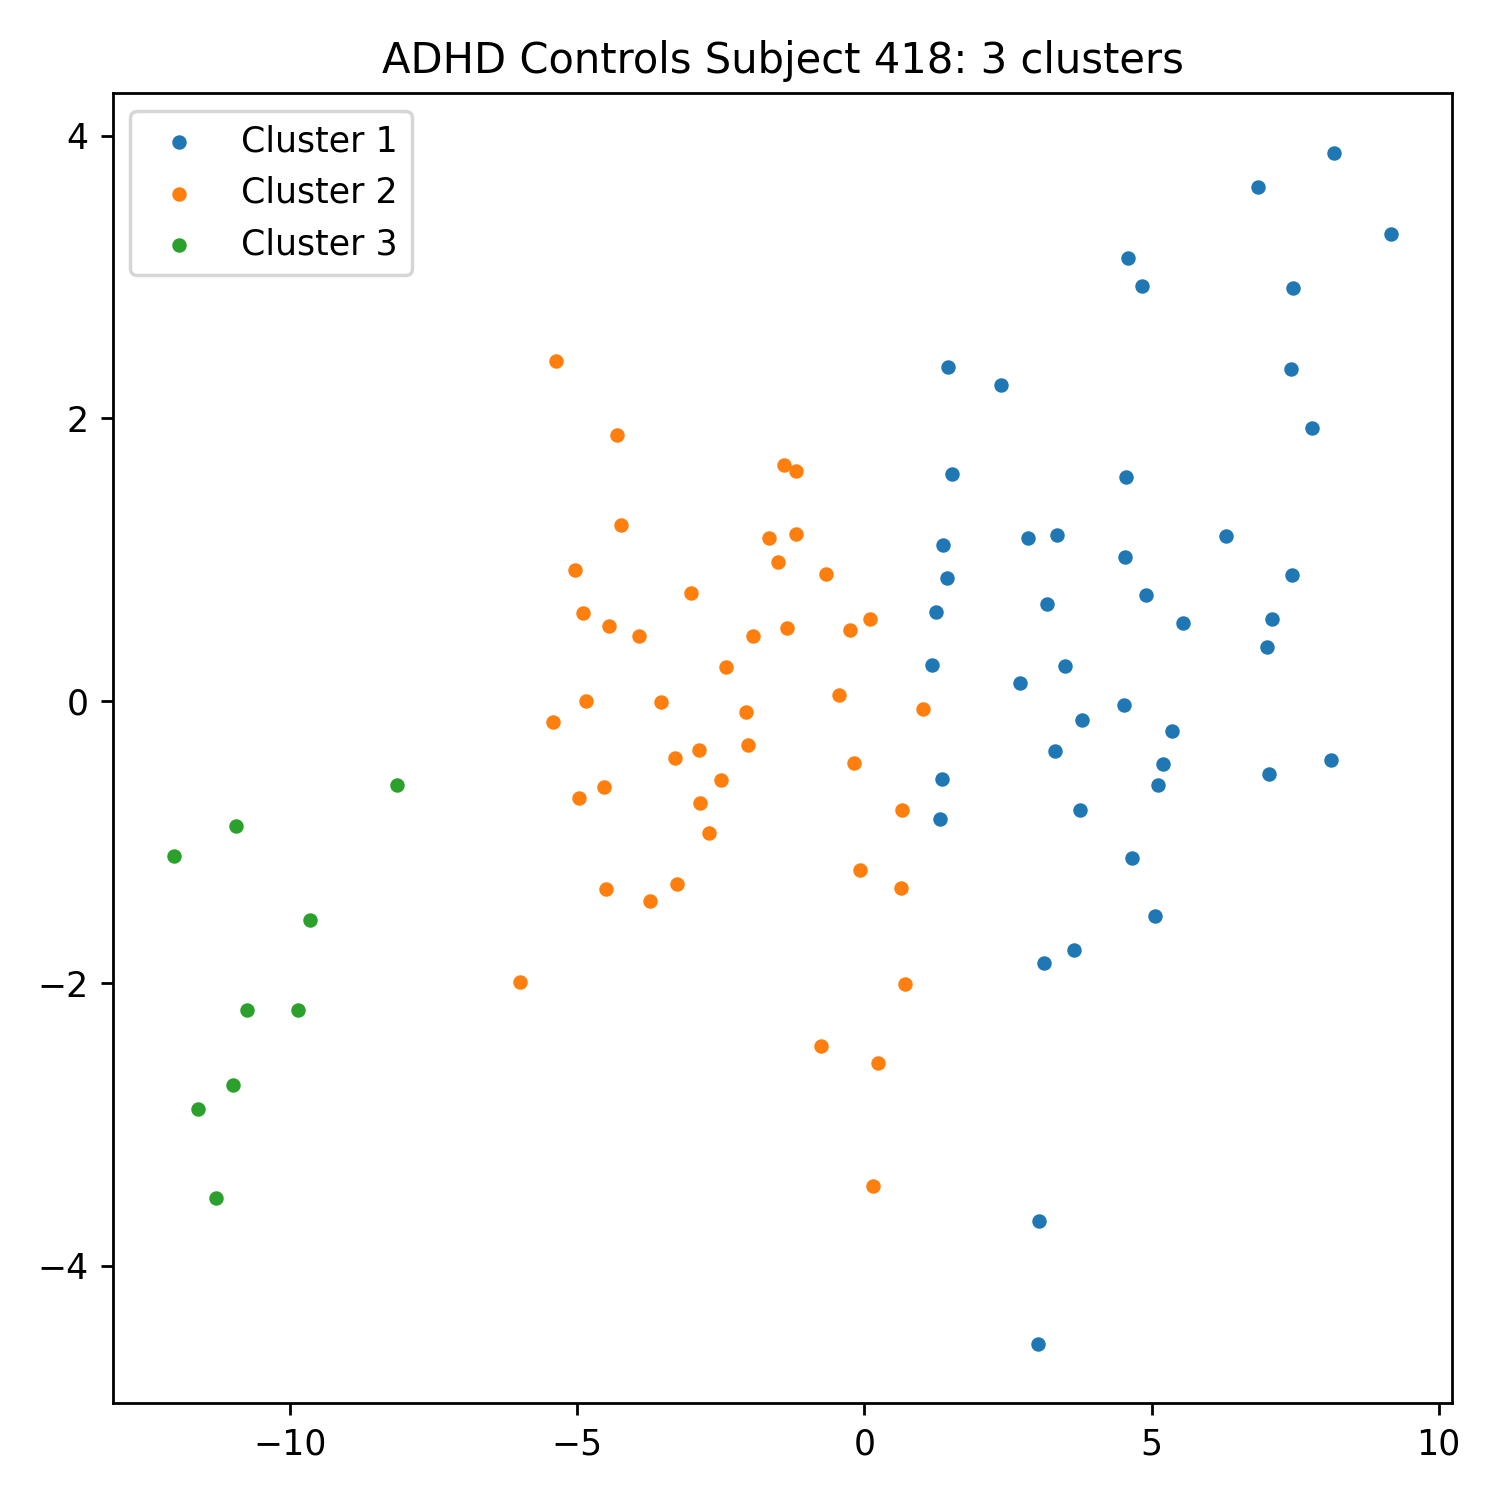 ADHD Controls Subject 418: 3 clusters
Cluster 1
Cluster 2
Cluster 3
4
2
0
−2
−4
−10 −5 0 5 10